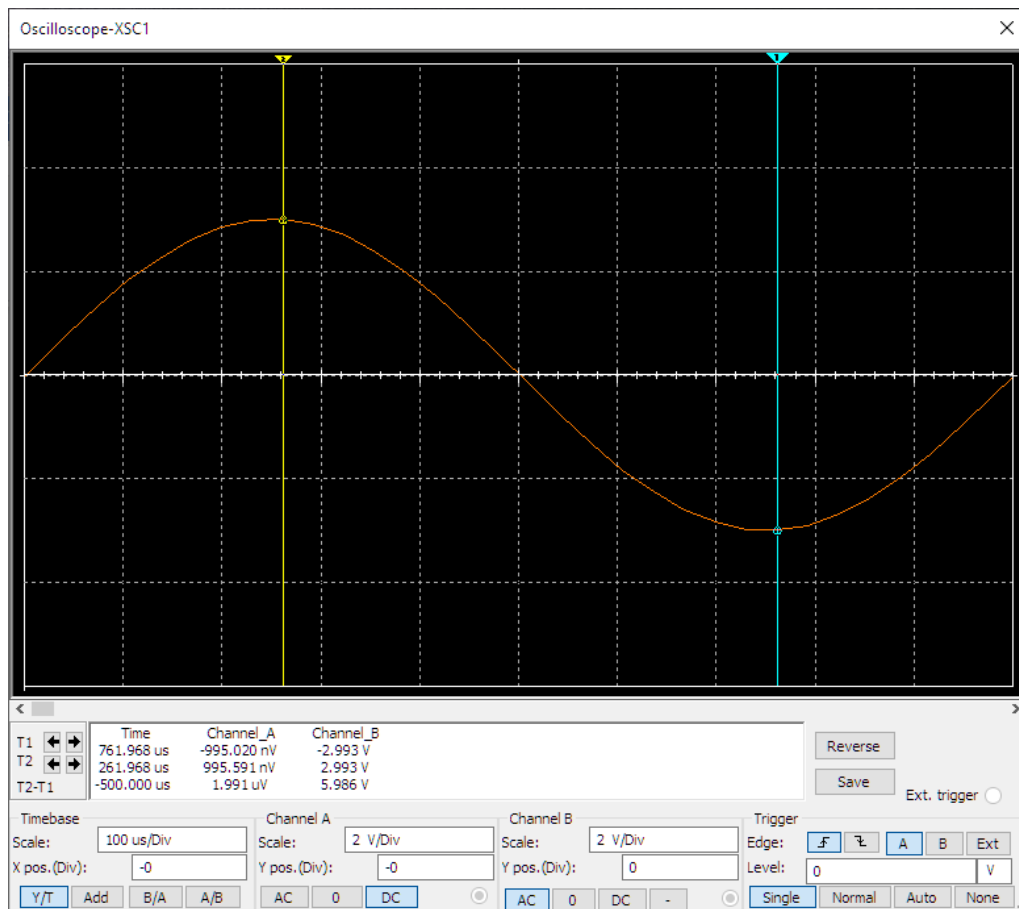 Oscilloscope-XSC1
2 1
T1
T2
T2-T1
Time Channel_A Channel_B
761.968 us -995.020 nV -2.993 V
261.968 us 995.591 nV 2.993 V
-500.000 us 1.991 uV 5.986 V
Reverse
Save
Ext. trigger
Timebase
Scale: 100 us/Div
X pos.(Div): -0
Y/T Add B/A A/B
Channel A
Scale: 2 V/Div
Y pos.(Div): -0
AC 0 DC
Channel B
Scale: 2 V/Div
Y pos.(Div): 0
AC 0 DC -
Trigger
Edge: A B Ext
Level: 0 V
Single Normal Auto None